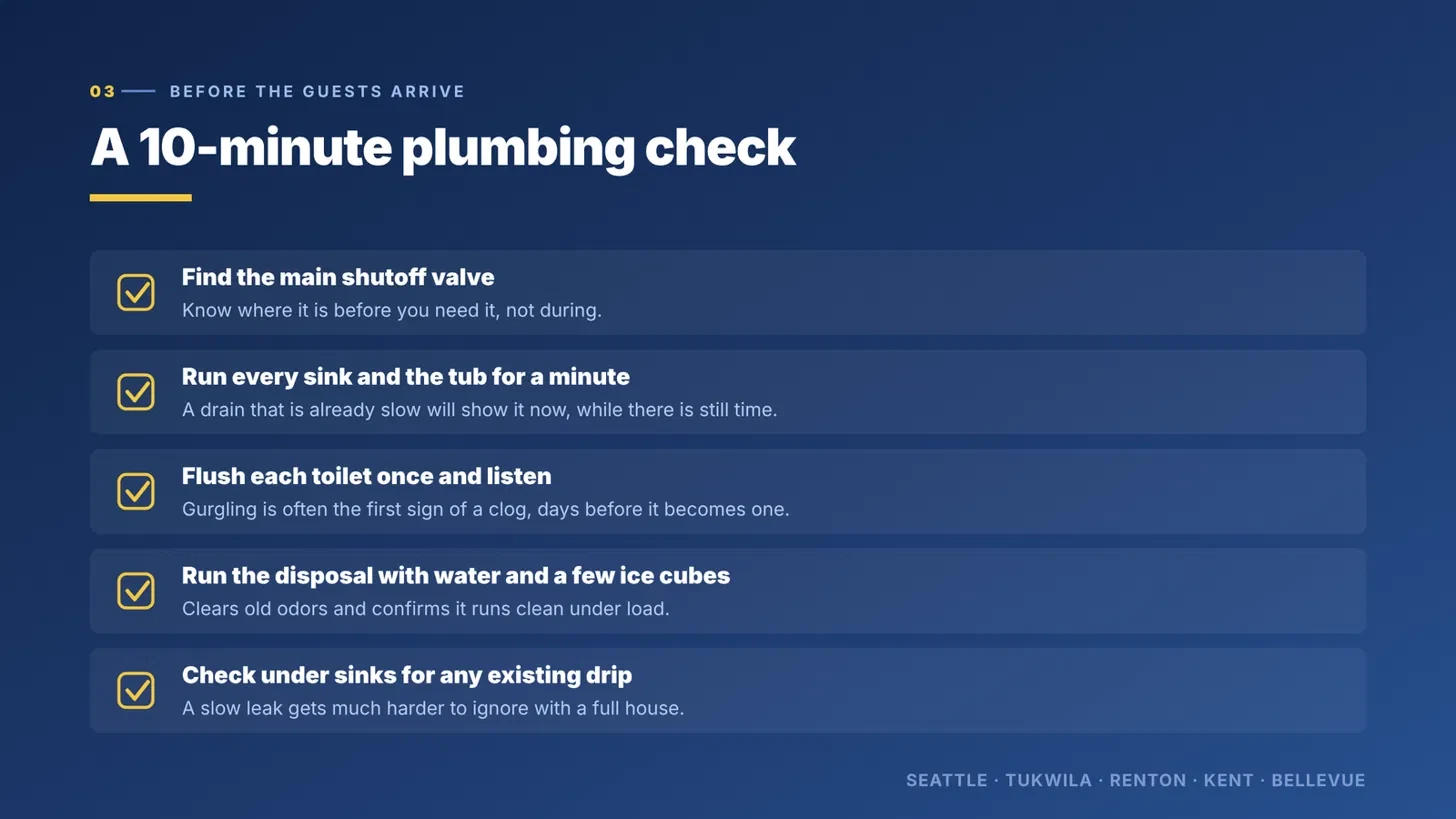 03 — BEFORE THE GUESTS ARRIVE
A 10-minute plumbing check
Find the main shutoff valve
Know where it is before you need it, not during.
Run every sink and the tub for a minute
A drain that is already slow will show it now, while there is still time.
Flush each toilet once and listen
Gurgling is often the first sign of a clog, days before it becomes one.
Run the disposal with water and a few ice cubes
Clears old odors and confirms it runs clean under load.
Check under sinks for any existing drip
A slow leak gets much harder to ignore with a full house.
SEATTLE · TUKWILA · RENTON · KENT · BELLEVUE